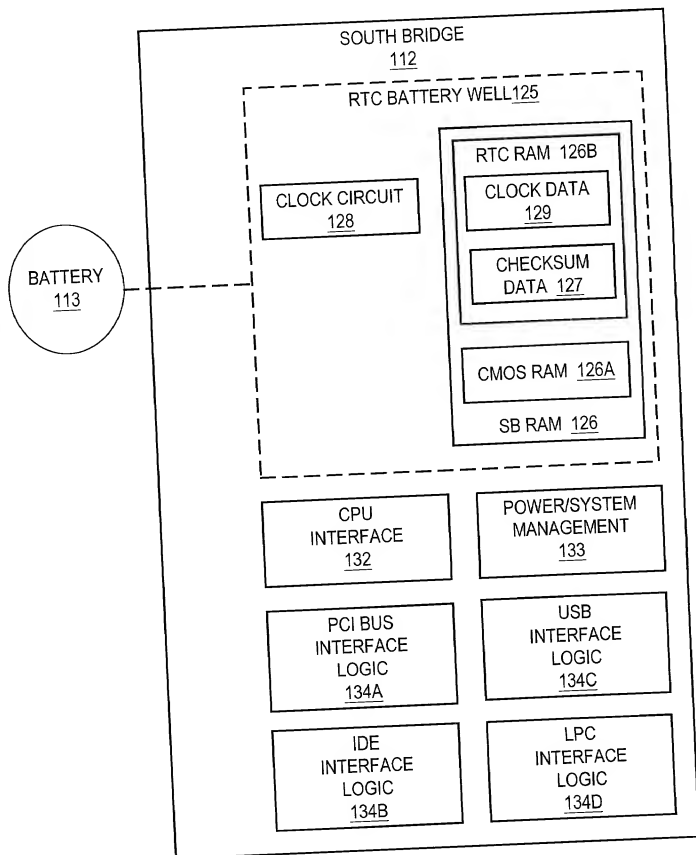 SOUTH BRIDGE
112
RTC BATTERY WELL125
RTC RAM 126B
CLOCK DATA
129
CHECKSUM
DATA 127
CMOS RAM 126A
SB RAM 126
CLOCK CIRCUIT
128
BATTERY
113
CPU
INTERFACE
132
POWER/SYSTEM
MANAGEMENT
133
PCI BUS
INTERFACE
LOGIC
134A
USB
INTERFACE
LOGIC
134C
IDE
INTERFACE
LOGIC
134B
LPC
INTERFACE
LOGIC
134D